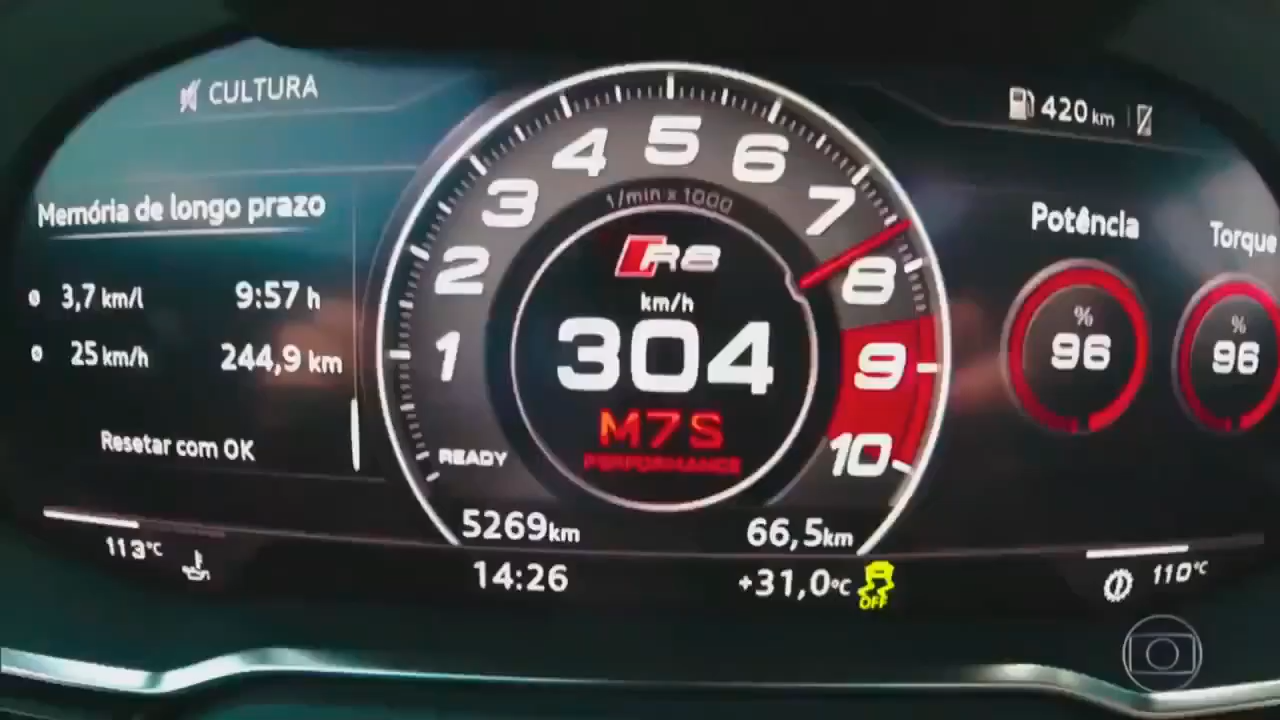 CULTURA
420 km
Memória de longo prazo
3,7 km/l 9:57 h
25 km/h 244,9 km
Resetar com OK
113°C
1 2 3 4 5 6 7 8 9 10
1/min x 1000
R8
km/h
304
M7S
PERFORMANCE
READY
5269km 66,5km
14:26 +31,0°C
OFF
Potência Torque
% %
96 96
110°C